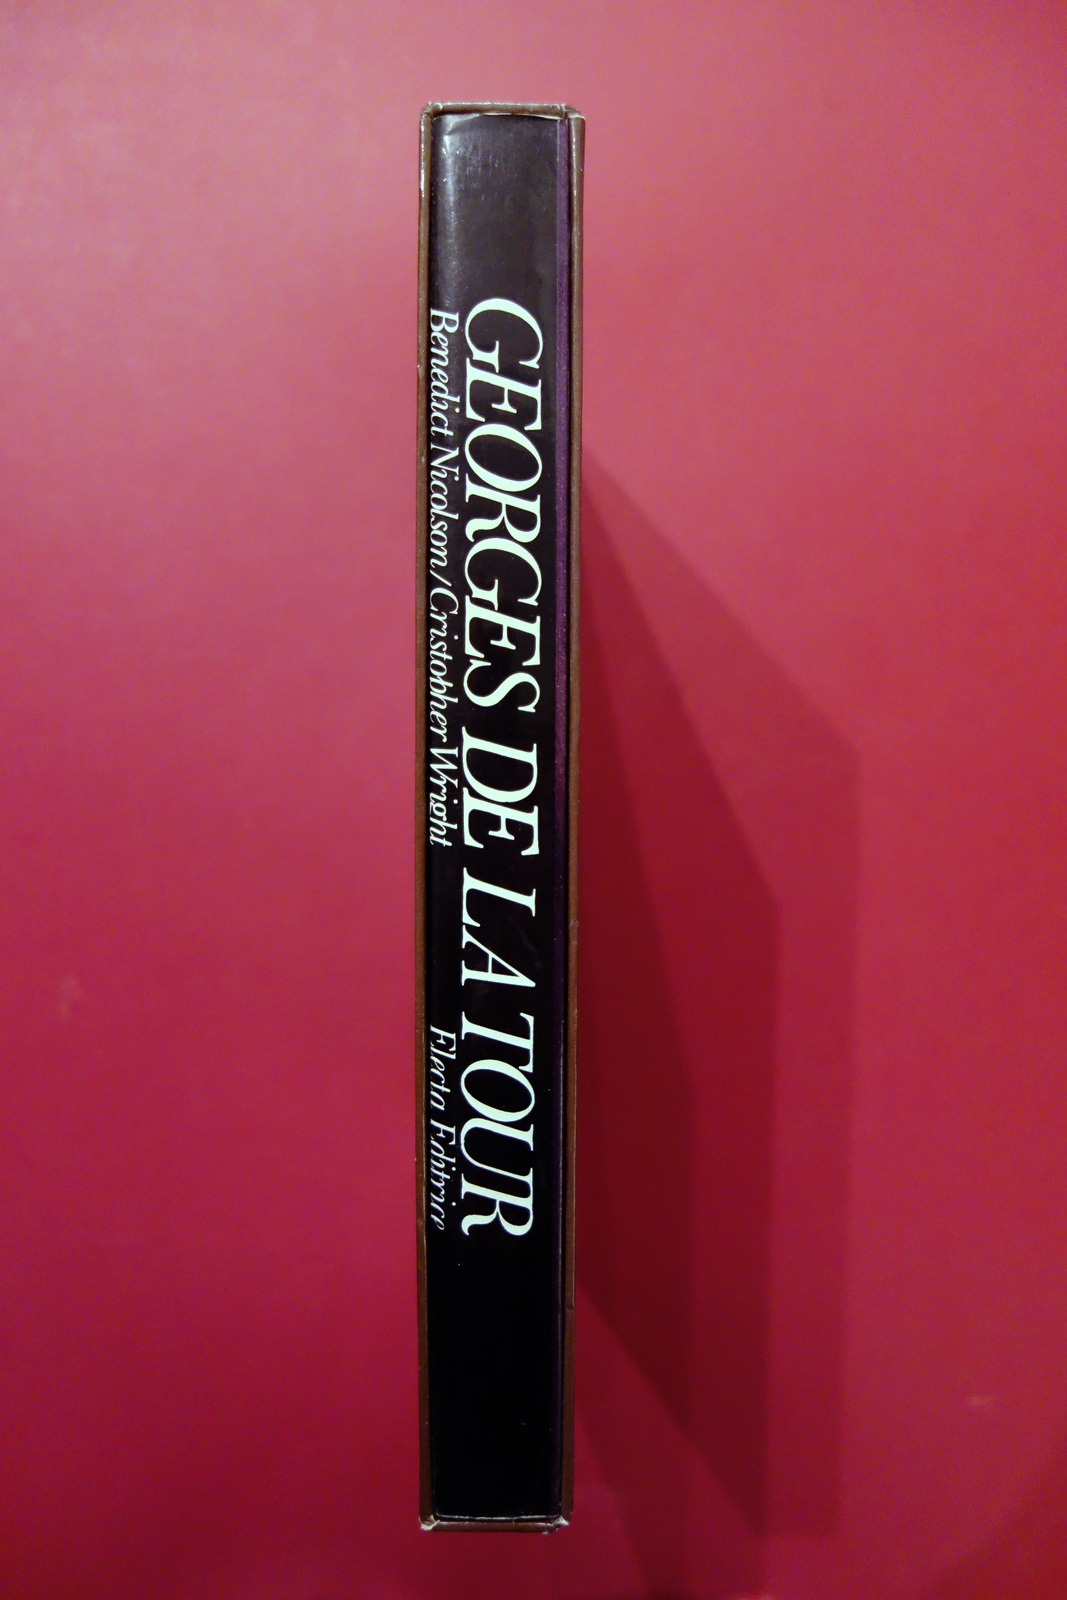 GEORGES DE LA TOUR
Benedict Nicolson/Cristopher Wright
Electa Editrice